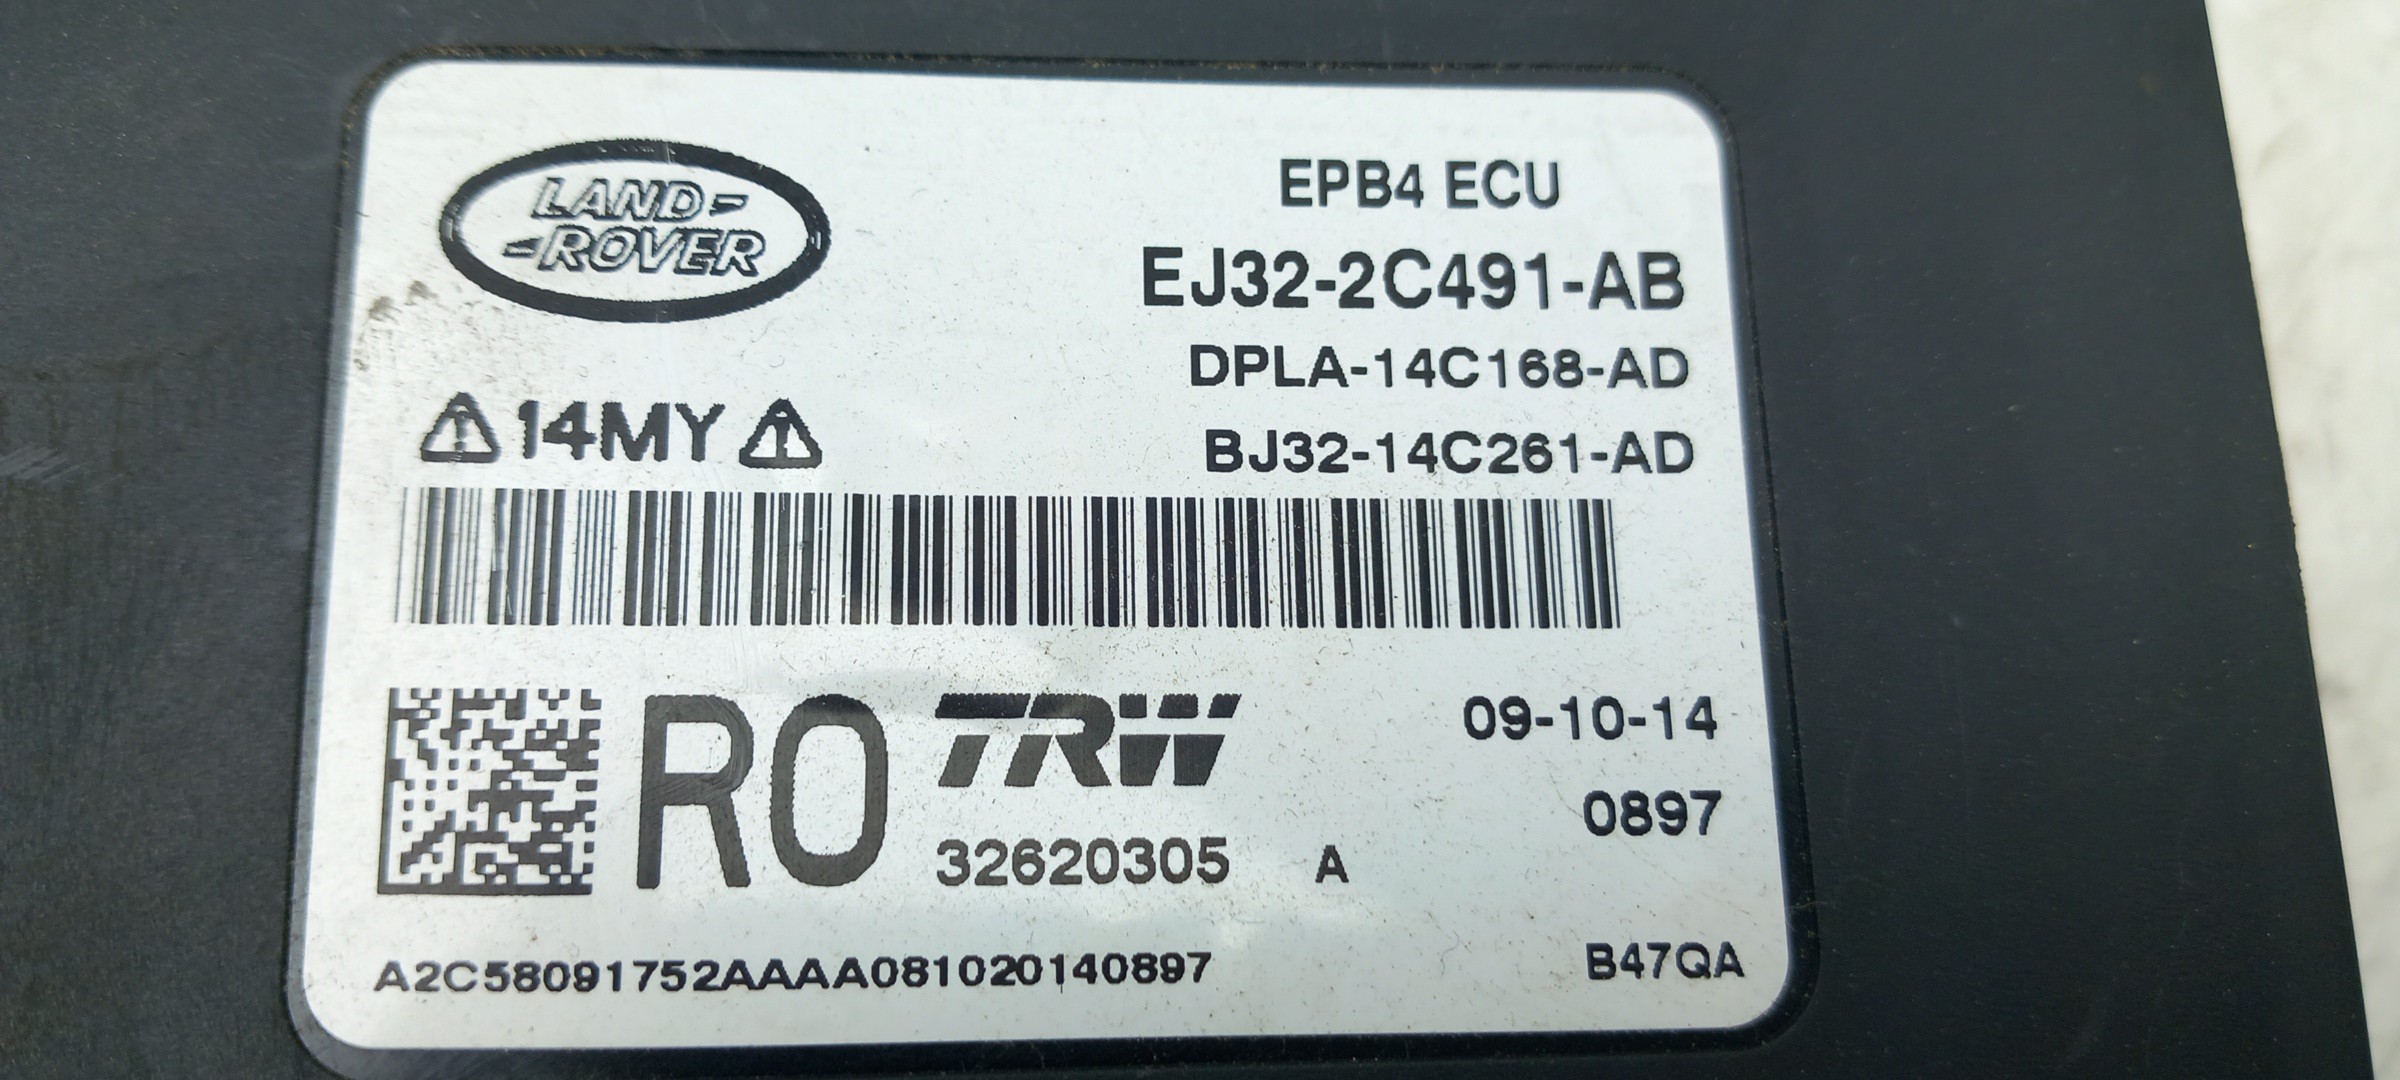 LAND-
-ROVER
EPB4 ECU
EJ32-2C491-AB
DPLA-14C168-AD
14MY
BJ32-14C261-AD
RO
TRW
09-10-14
0897
32620305 A
A2C58091752AAAA081020140897
B47QA